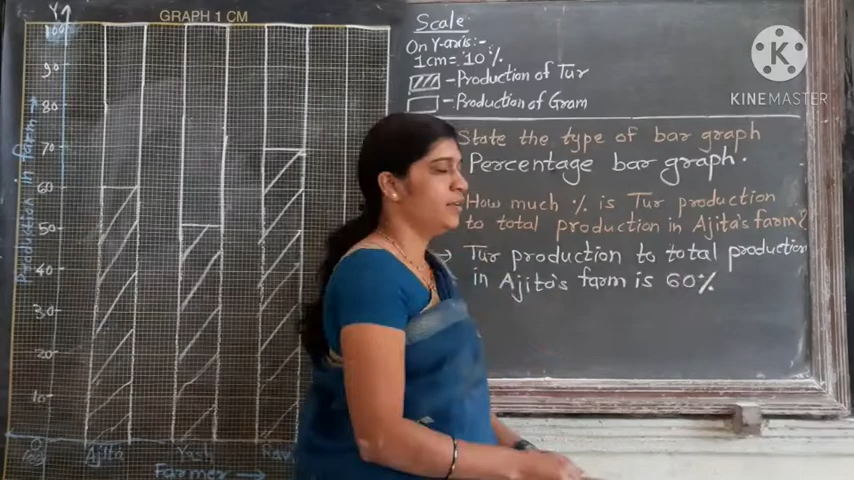 GRAPH 1 CM
Y
100
90
80
70
60
50
40
30
20
10
0
Production in farm
Ajita
Yash
Ravi
Farmer
Scale
On Y-axis:-
1cm = 10%
- Production of Tur
- Production of Gram
State the type of bar graph
Percentage bar graph.
How much % is Tur production
to total production in Ajita's farm?
Tur production to total production
in Ajita's farm is 60%
K
KINEMASTER